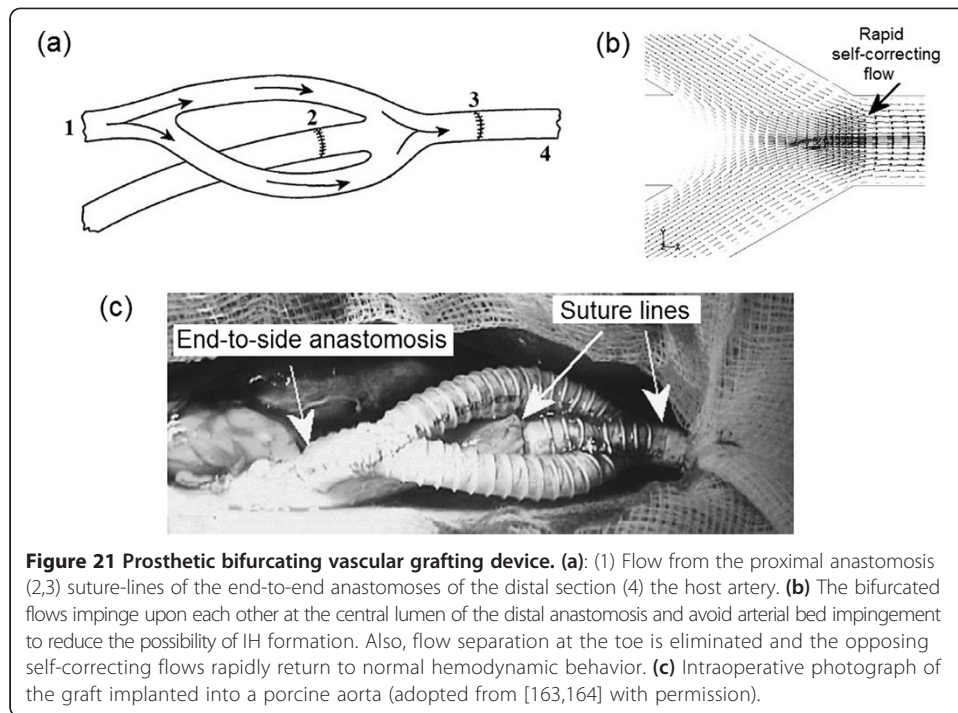 (a)
(b)
Rapid
self-correcting
flow
1
2
3
4
Y
X
(c)
End-to-side anastomosis
Suture lines
Figure 21 Prosthetic bifurcating vascular grafting device. (a): (1) Flow from the proximal anastomosis
(2,3) suture-lines of the end-to-end anastomoses of the distal section (4) the host artery. (b) The bifurcated
flows impinge upon each other at the central lumen of the distal anastomosis and avoid arterial bed impingement
to reduce the possibility of IH formation. Also, flow separation at the toe is eliminated and the opposing
self-correcting flows rapidly return to normal hemodynamic behavior. (c) Intraoperative photograph of
the graft implanted into a porcine aorta (adopted from [163,164] with permission).